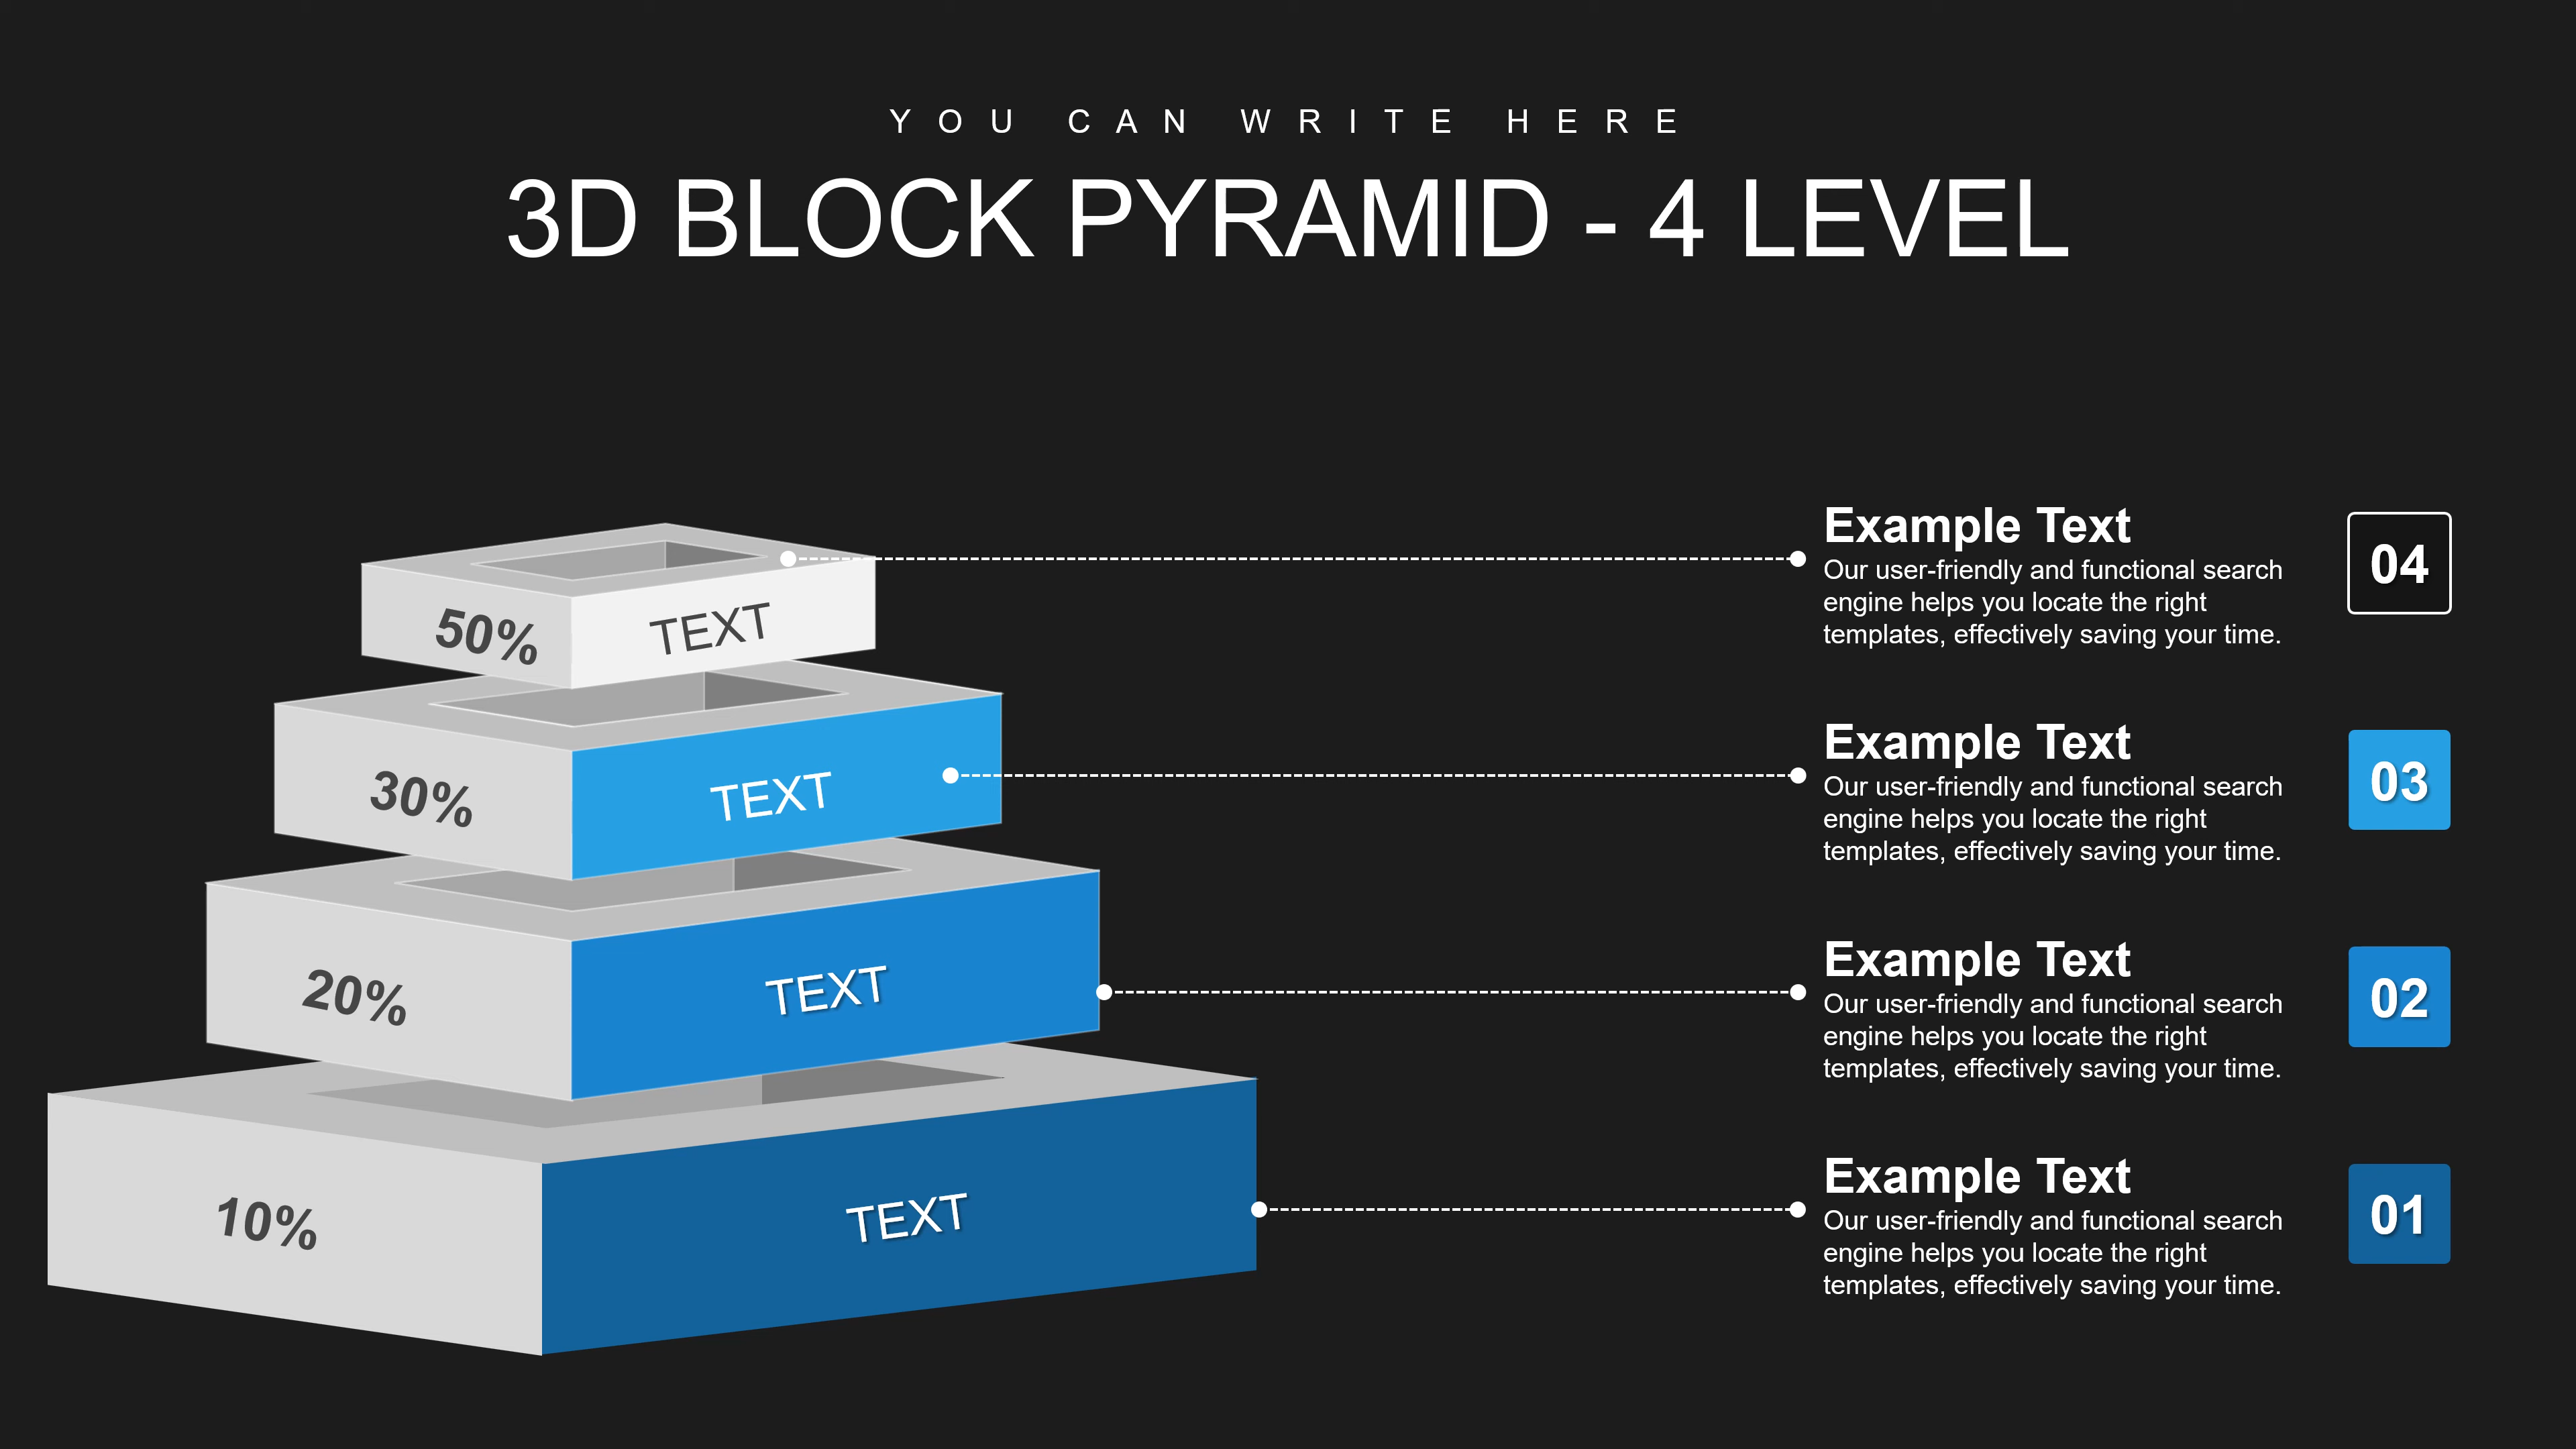 YOU CAN WRITE HERE
3D BLOCK PYRAMID - 4 LEVEL
50%
TEXT
30%
TEXT
20%
TEXT
10%
TEXT
Example Text
Our user-friendly and functional search
engine helps you locate the right
templates, effectively saving your time.
04
Example Text
Our user-friendly and functional search
engine helps you locate the right
templates, effectively saving your time.
03
Example Text
Our user-friendly and functional search
engine helps you locate the right
templates, effectively saving your time.
02
Example Text
Our user-friendly and functional search
engine helps you locate the right
templates, effectively saving your time.
01